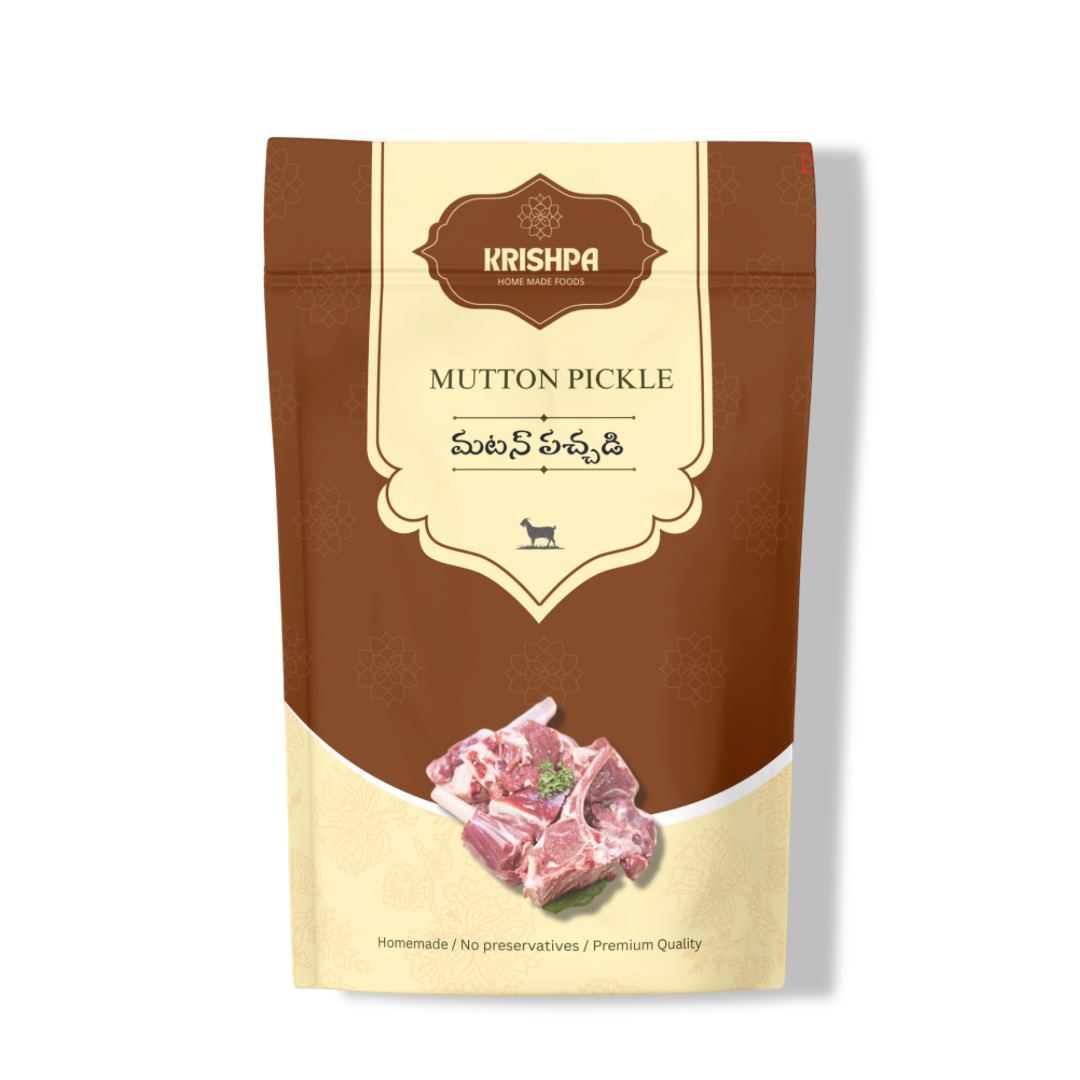 KRISHPA
HOME MADE FOODS
MUTTON PICKLE
మటన్ పచ్చడి
Homemade / No preservatives / Premium Quality